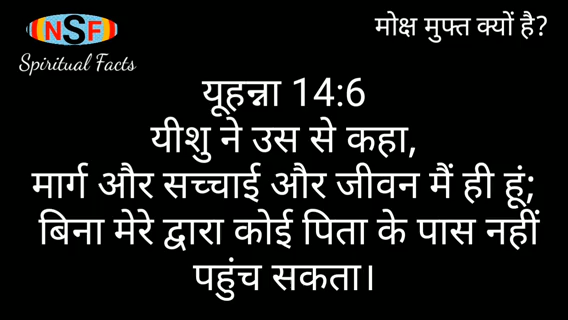 NSF
Spiritual Facts
मोक्ष मुफ्त क्यों है?
यूहन्ना 14:6
यीशु ने उस से कहा,
मार्ग और सच्चाई और जीवन मैं ही हूं;
बिना मेरे द्वारा कोई पिता के पास नहीं
पहुंच सकता।